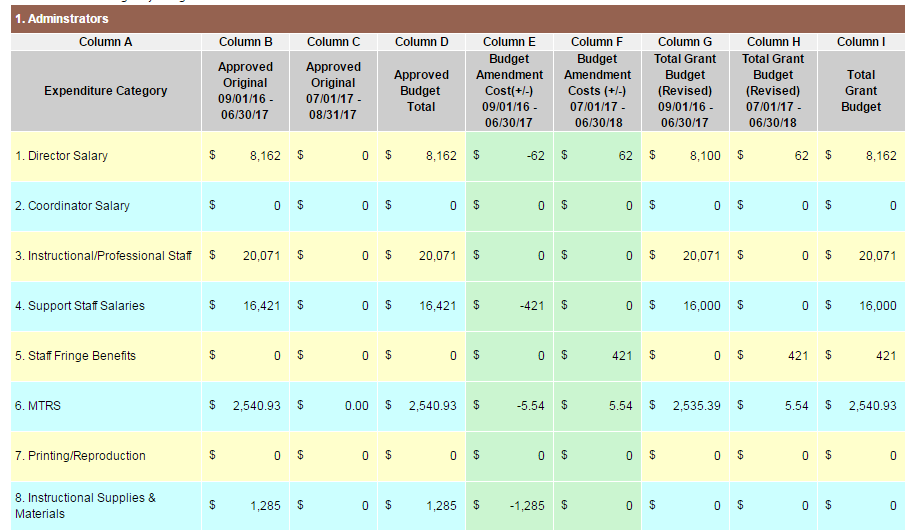 1. Adminstrators
Column A Column B Column C Column D Column E Column F Column G Column H Column I
Expenditure Category Approved Original 09/01/16 - 06/30/17 Approved Original 07/01/17 - 08/31/17 Approved Budget Total Budget Amendment Cost(+/-) 09/01/16 - 06/30/17 Budget Amendment Costs (+/-) 07/01/17 - 06/30/18 Total Grant Budget (Revised) 09/01/16 - 06/30/17 Total Grant Budget (Revised) 07/01/17 - 06/30/18 Total Grant Budget
1. Director Salary $ 8,162 $ 0 $ 8,162 $ -62 $ 62 $ 8,100 $ 62 $ 8,162
2. Coordinator Salary $ 0 $ 0 $ 0 $ 0 $ 0 $ 0 $ 0 $ 0
3. Instructional/Professional Staff $ 20,071 $ 0 $ 20,071 $ 0 $ 0 $ 20,071 $ 0 $ 20,071
4. Support Staff Salaries $ 16,421 $ 0 $ 16,421 $ -421 $ 0 $ 16,000 $ 0 $ 16,000
5. Staff Fringe Benefits $ 0 $ 0 $ 0 $ 0 $ 421 $ 0 $ 421 $ 421
6. MTRS $ 2,540.93 $ 0.00 $ 2,540.93 $ -5.54 $ 5.54 $ 2,535.39 $ 5.54 $ 2,540.93
7. Printing/Reproduction $ 0 $ 0 $ 0 $ 0 $ 0 $ 0 $ 0 $ 0
8. Instructional Supplies & Materials $ 1,285 $ 0 $ 1,285 $ -1,285 $ 0 $ 0 $ 0 $ 0